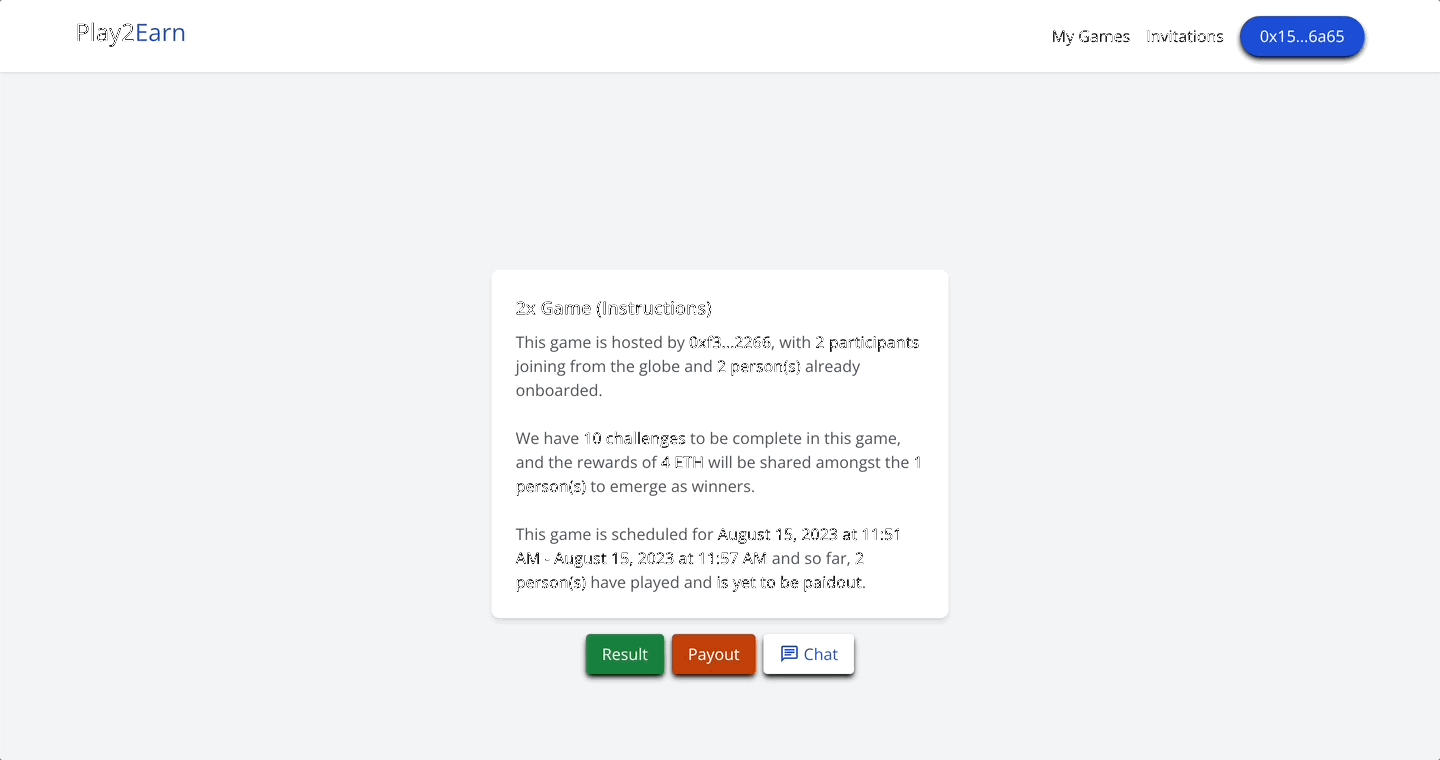 Play2Earn
My Games Invitations 0x15...6a65
2x Game (Instructions)
This game is hosted by 0xf3...2266, with 2 participants
joining from the globe and 2 person(s) already
onboarded.
We have 10 challenges to be complete in this game,
and the rewards of 4 ETH will be shared amongst the 1
person(s) to emerge as winners.
This game is scheduled for August 15, 2023 at 11:51
AM - August 15, 2023 at 11:57 AM and so far, 2
person(s) have played and is yet to be paidout.
Result Payout Chat